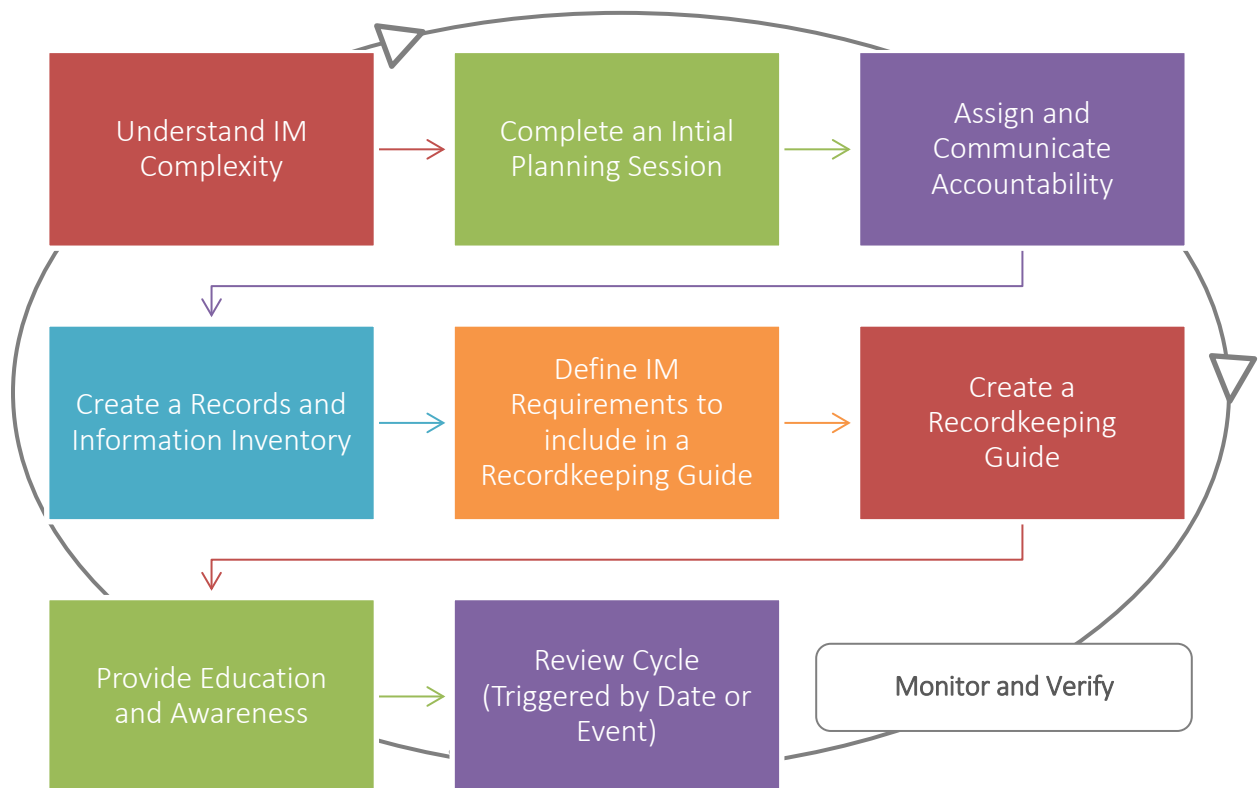 Understand IM
Complexity
Complete an Intial
Planning Session
Assign and
Communicate
Accountability
Create a Records and
Information Inventory
Define IM
Requirements to
include in a
Recordkeeping Guide
Create a
Recordkeeping
Guide
Provide Education
and Awareness
Review Cycle
(Triggered by Date or
Event)
Monitor and Verify